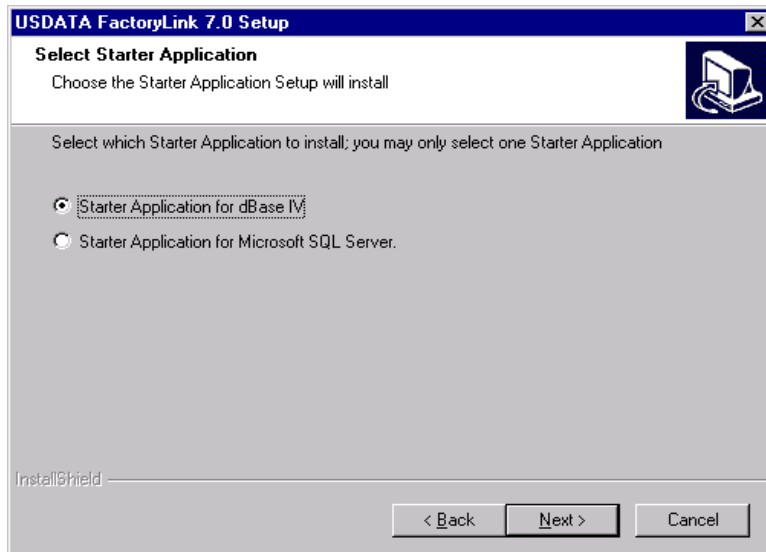 USDATA FactoryLink 7.0 Setup
Select Starter Application
Choose the Starter Application Setup will install
Select which Starter Application to install; you may only select one Starter Application
Starter Application for dBase IV
Starter Application for Microsoft SQL Server.
InstallShield
< Back Next > Cancel